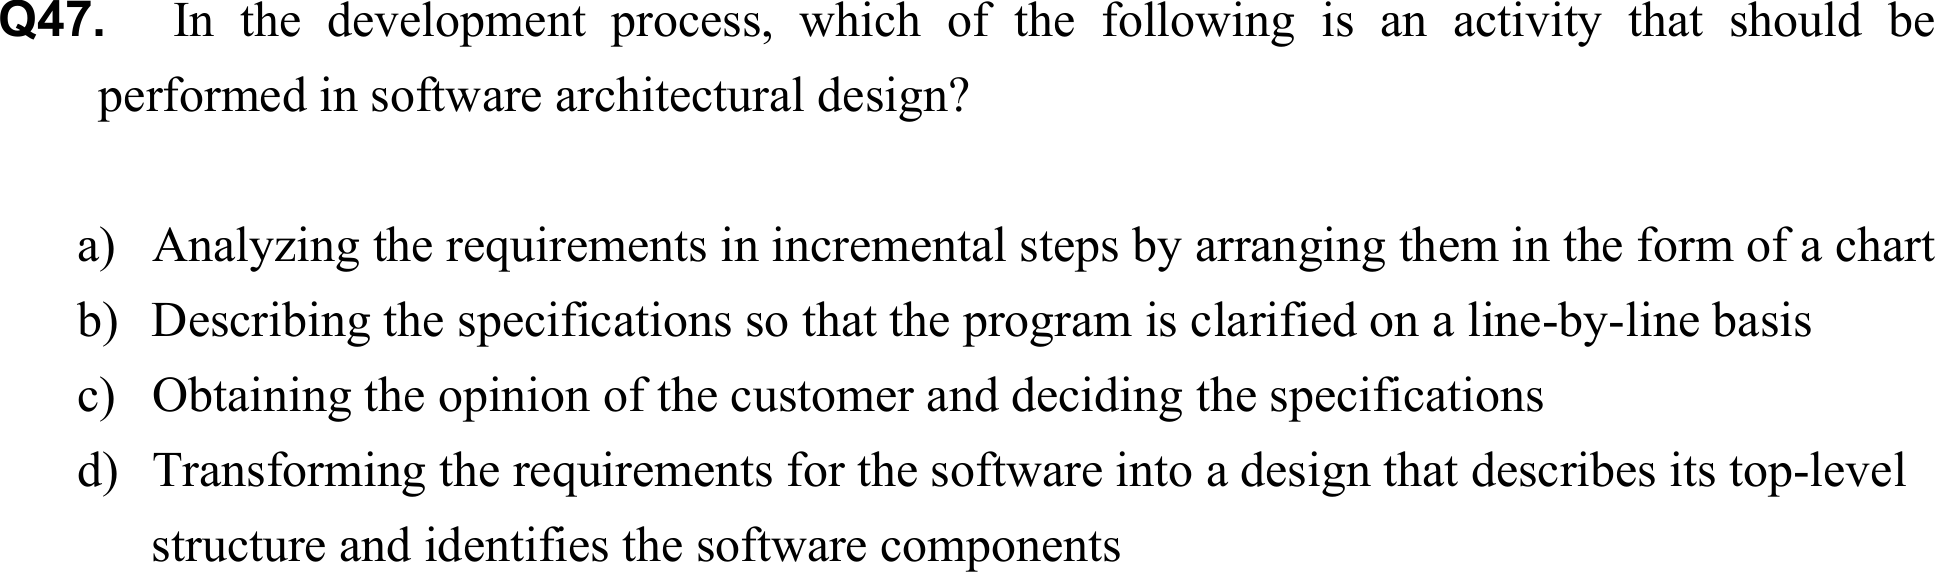 Q47. In the development process, which of the following is an activity that should be
performed in software architectural design?
a) Analyzing the requirements in incremental steps by arranging them in the form of a chart
b) Describing the specifications so that the program is clarified on a line-by-line basis
c) Obtaining the opinion of the customer and deciding the specifications
d) Transforming the requirements for the software into a design that describes its top-level
structure and identifies the software components